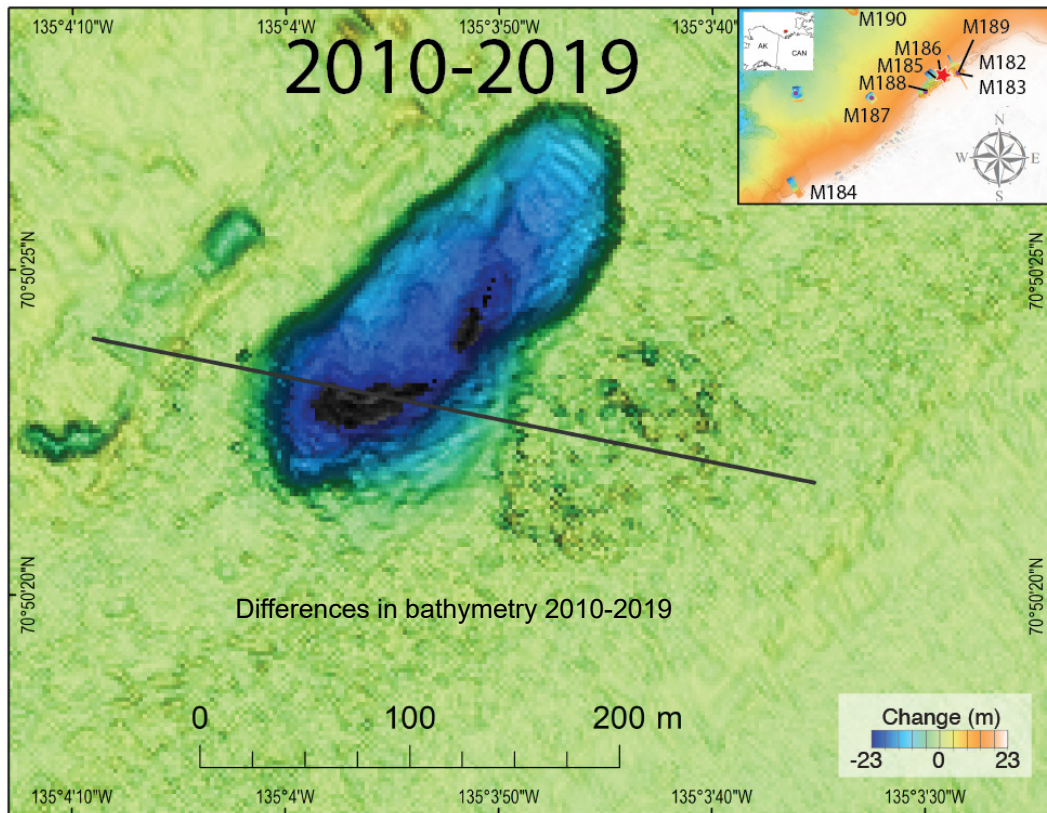 135°4'10"W
135°4'W
135°3'50"W
135°3'40"
2010-2019
M190
M189
M186
M185
M182
M188
M183
M187
M184
AK
CAN
N
W
E
S
70°50'25"N
70°50'25"N
70°50'20"N
70°50'20"N
Differences in bathymetry 2010-2019
0 100 200 m
Change (m)
-23 0 23
135°4'10"W
135°4'W
135°3'50"W
135°3'40"W
135°3'30"W